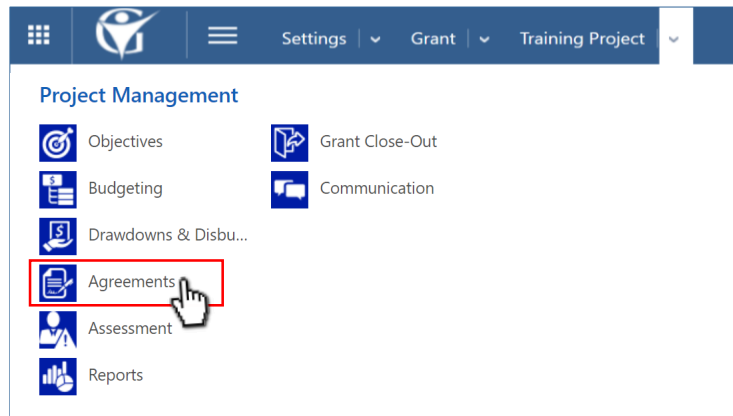 Settings Grant Training Project
Project Management
Objectives
Budgeting
Drawdowns & Disbu...
Agreements
Assessment
Reports
Grant Close-Out
Communication